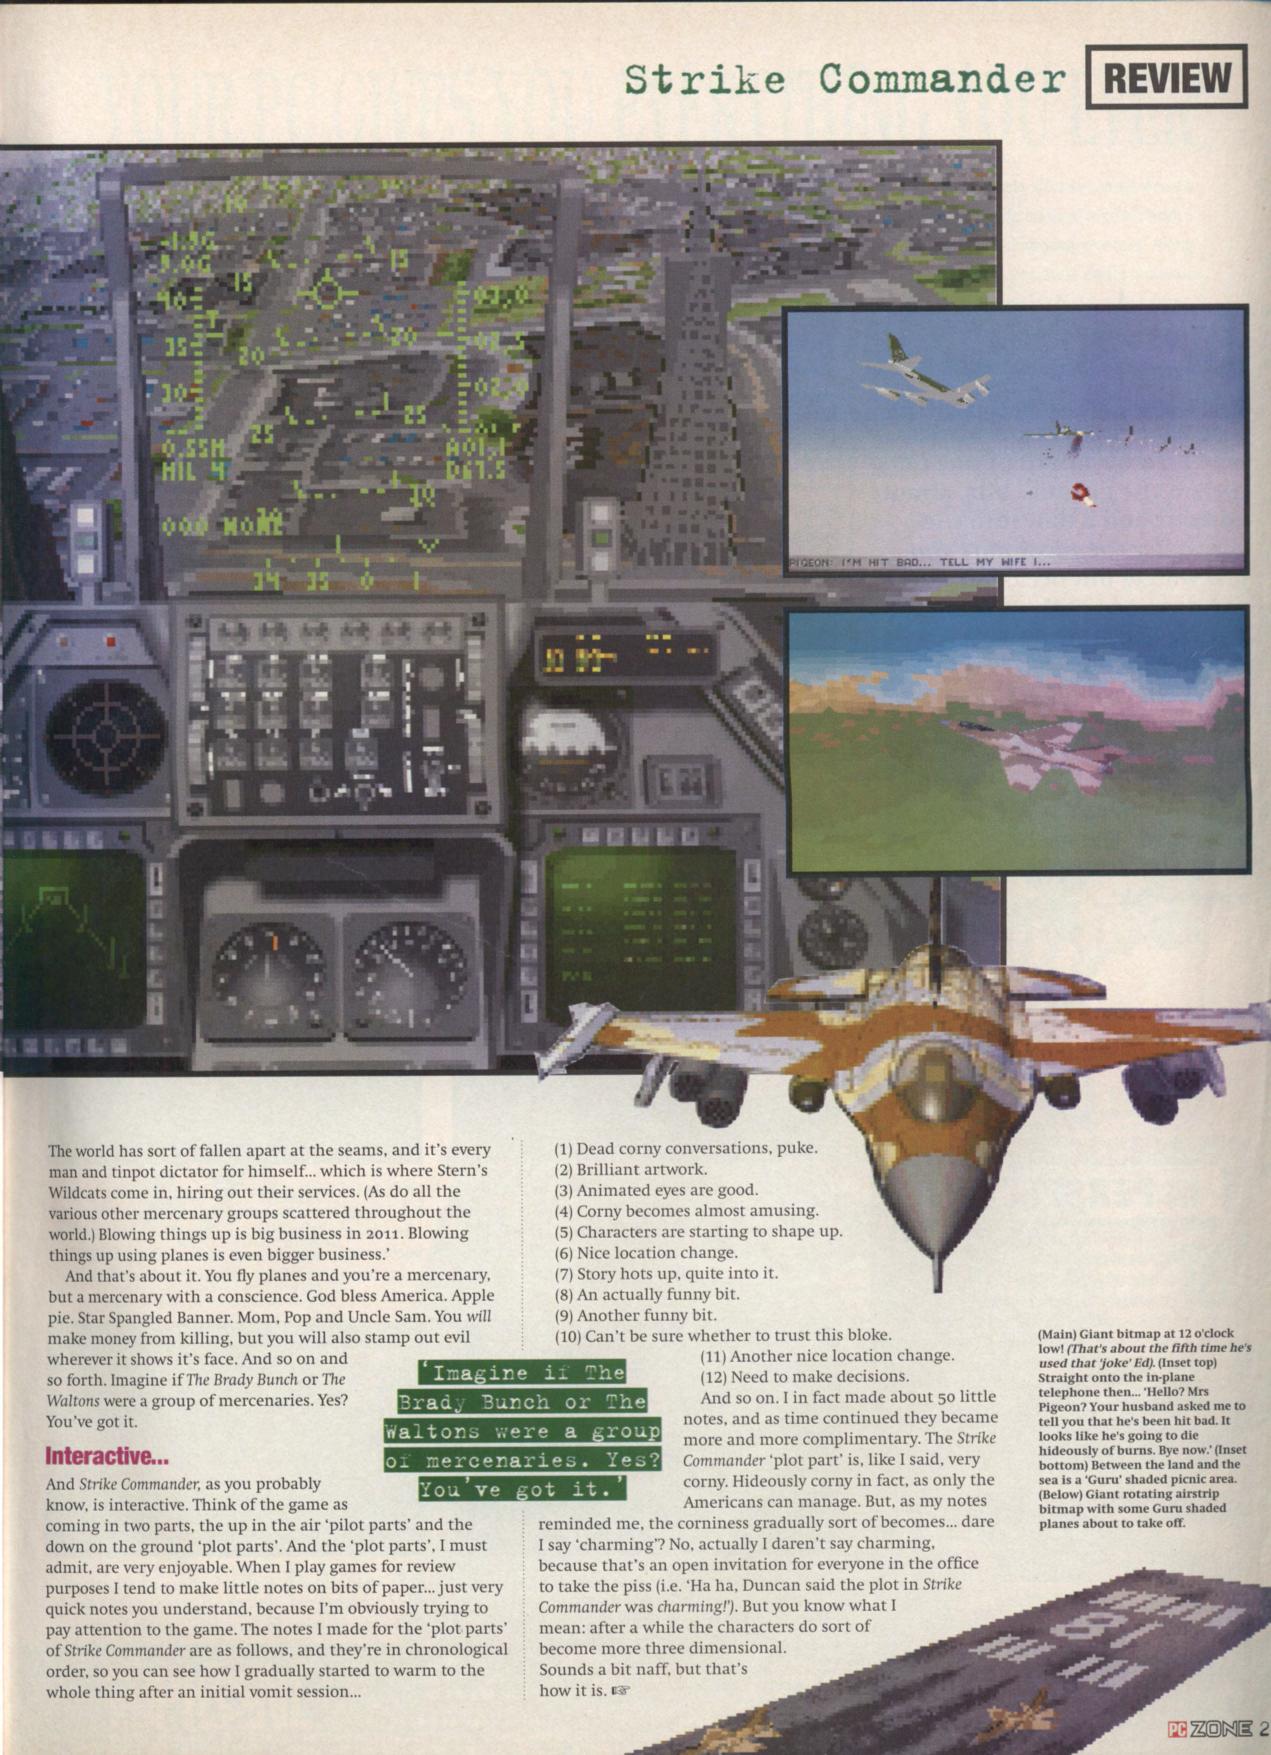 Strike Commander
REVIEW
-1.8G
9.0G
15
15
40
35
20
20
30
25
25
0.55M
MIL 4
000 NONE
34 35 0 1
PIGEON: I'M HIT BAD... TELL MY WIFE I...
The world has sort of fallen apart at the seams, and it's every
man and tinpot dictator for himself... which is where Stern's
Wildcats come in, hiring out their services. (As do all the
various other mercenary groups scattered throughout the
world.) Blowing things up is big business in 2011. Blowing
things up using planes is even bigger business.'
And that's about it. You fly planes and you're a mercenary,
but a mercenary with a conscience. God bless America. Apple
pie. Star Spangled Banner. Mom, Pop and Uncle Sam. You will
make money from killing, but you will also stamp out evil
wherever it shows it's face. And so on and
so forth. Imagine if The Brady Bunch or The
Waltons were a group of mercenaries. Yes?
You've got it.
Interactive...
And Strike Commander, as you probably
know, is interactive. Think of the game as
coming in two parts, the up in the air 'pilot parts' and the
down on the ground 'plot parts'. And the 'plot parts', I must
admit, are very enjoyable. When I play games for review
purposes I tend to make little notes on bits of paper... just very
quick notes you understand, because I'm obviously trying to
pay attention to the game. The notes I made for the 'plot parts'
of Strike Commander are as follows, and they're in chronological
order, so you can see how I gradually started to warm to the
whole thing after an initial vomit session...
'Imagine if The
Brady Bunch or The
Waltons were a group
of mercenaries. Yes?
You've got it.'
(1) Dead corny conversations, puke.
(2) Brilliant artwork.
(3) Animated eyes are good.
(4) Corny becomes almost amusing.
(5) Characters are starting to shape up.
(6) Nice location change.
(7) Story hots up, quite into it.
(8) An actually funny bit.
(9) Another funny bit.
(10) Can't be sure whether to trust this bloke.
(11) Another nice location change.
(12) Need to make decisions.
And so on. I in fact made about 50 little
notes, and as time continued they became
more and more complimentary. The Strike
Commander 'plot part' is, like I said, very
corny. Hideously corny in fact, as only the
Americans can manage. But, as my notes
reminded me, the corniness gradually sort of becomes... dare
I say 'charming'? No, actually I daren't say charming,
because that's an open invitation for everyone in the office
to take the piss (i.e. 'Ha ha, Duncan said the plot in Strike
Commander was charming!'). But you know what I
mean: after a while the characters do sort of
become more three dimensional.
Sounds a bit naff, but that's
how it is.
(Main) Giant bitmap at 12 o'clock
low! (That's about the fifth time he's
used that 'joke' Ed). (Inset top)
Straight onto the in-plane
telephone then... 'Hello? Mrs
Pigeon? Your husband asked me to
tell you that he's been hit bad. It
looks like he's going to die
hideously of burns. Bye now.' (Inset
bottom) Between the land and the
sea is a 'Guru' shaded picnic area.
(Below) Giant rotating airstrip
bitmap with some Guru shaded
planes about to take off.
PC ZONE 2